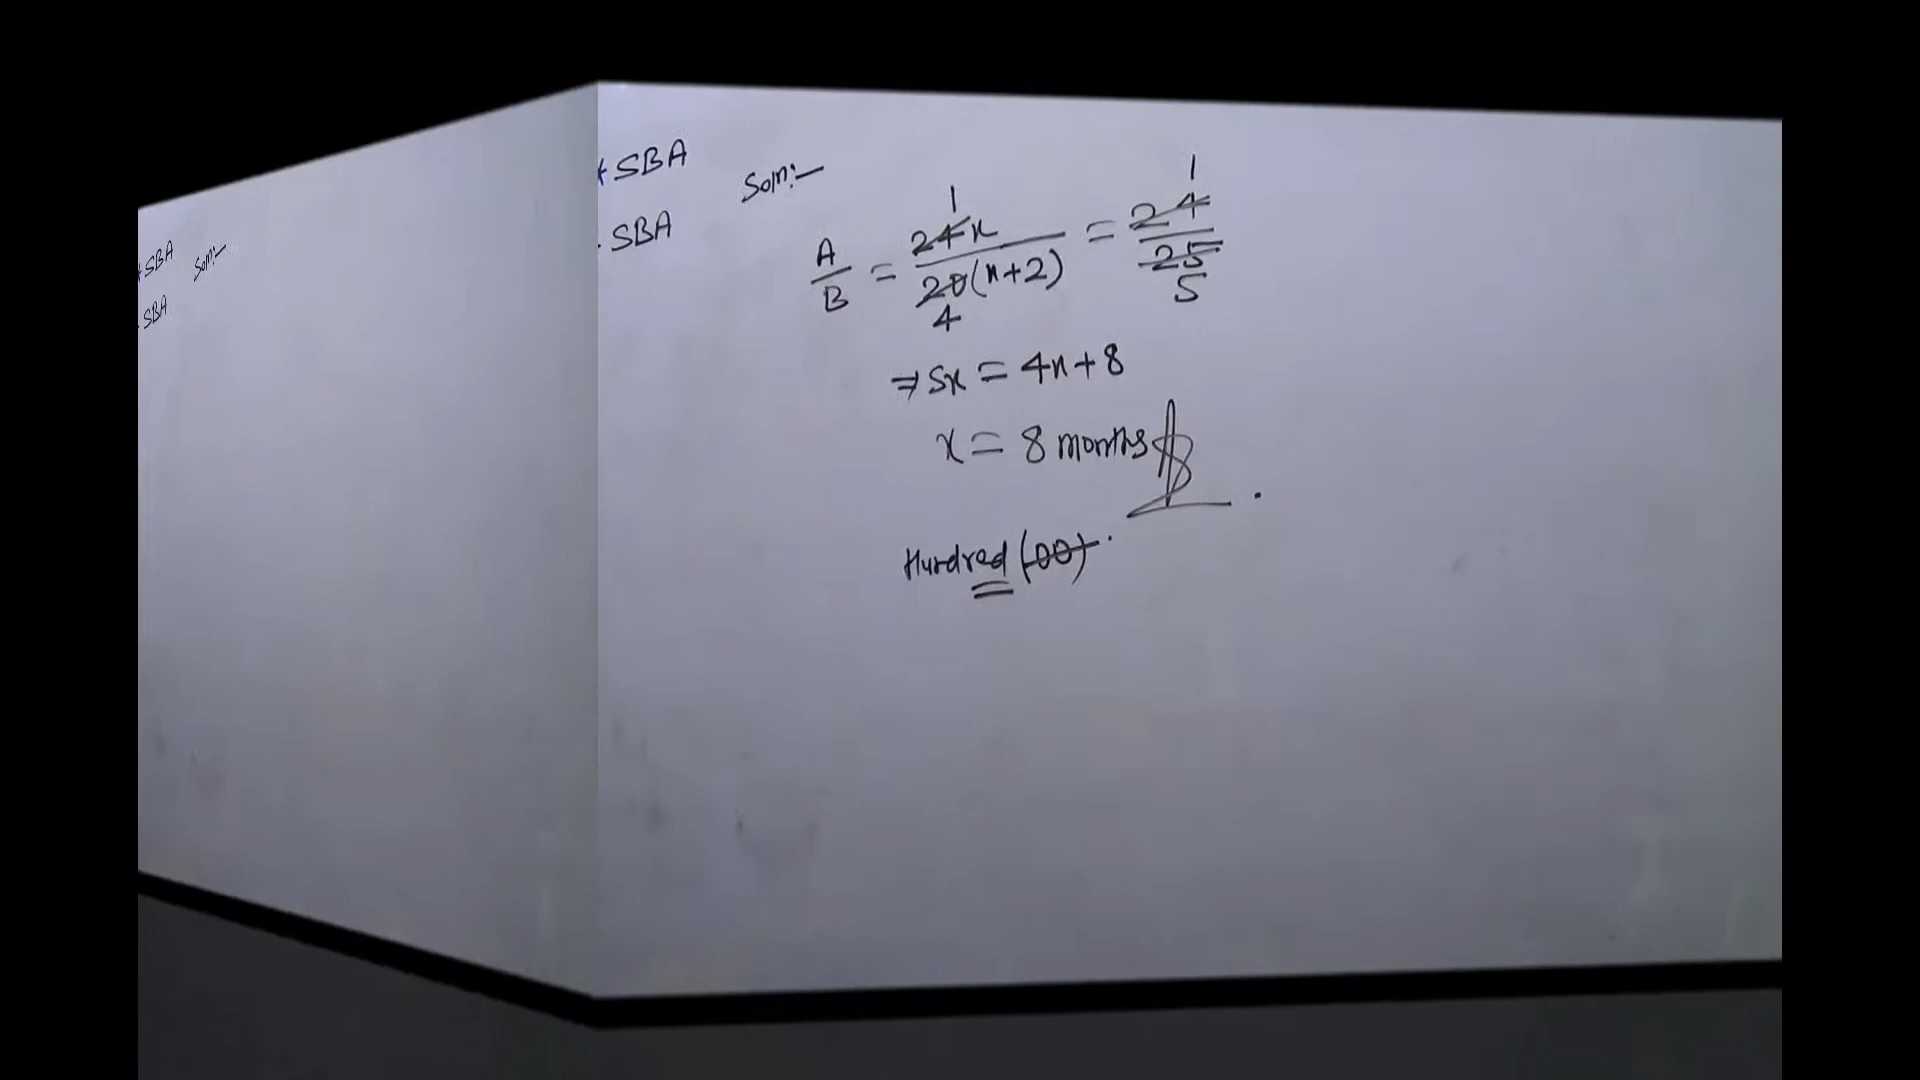 SBA
SBA
Soln:-
SBA
SBA
Soln:-
A/B = 24x/20(x+2) = 24/25
1
4
1
5
⇒ 5x = 4x+8
x = 8 months
Hundred (00).